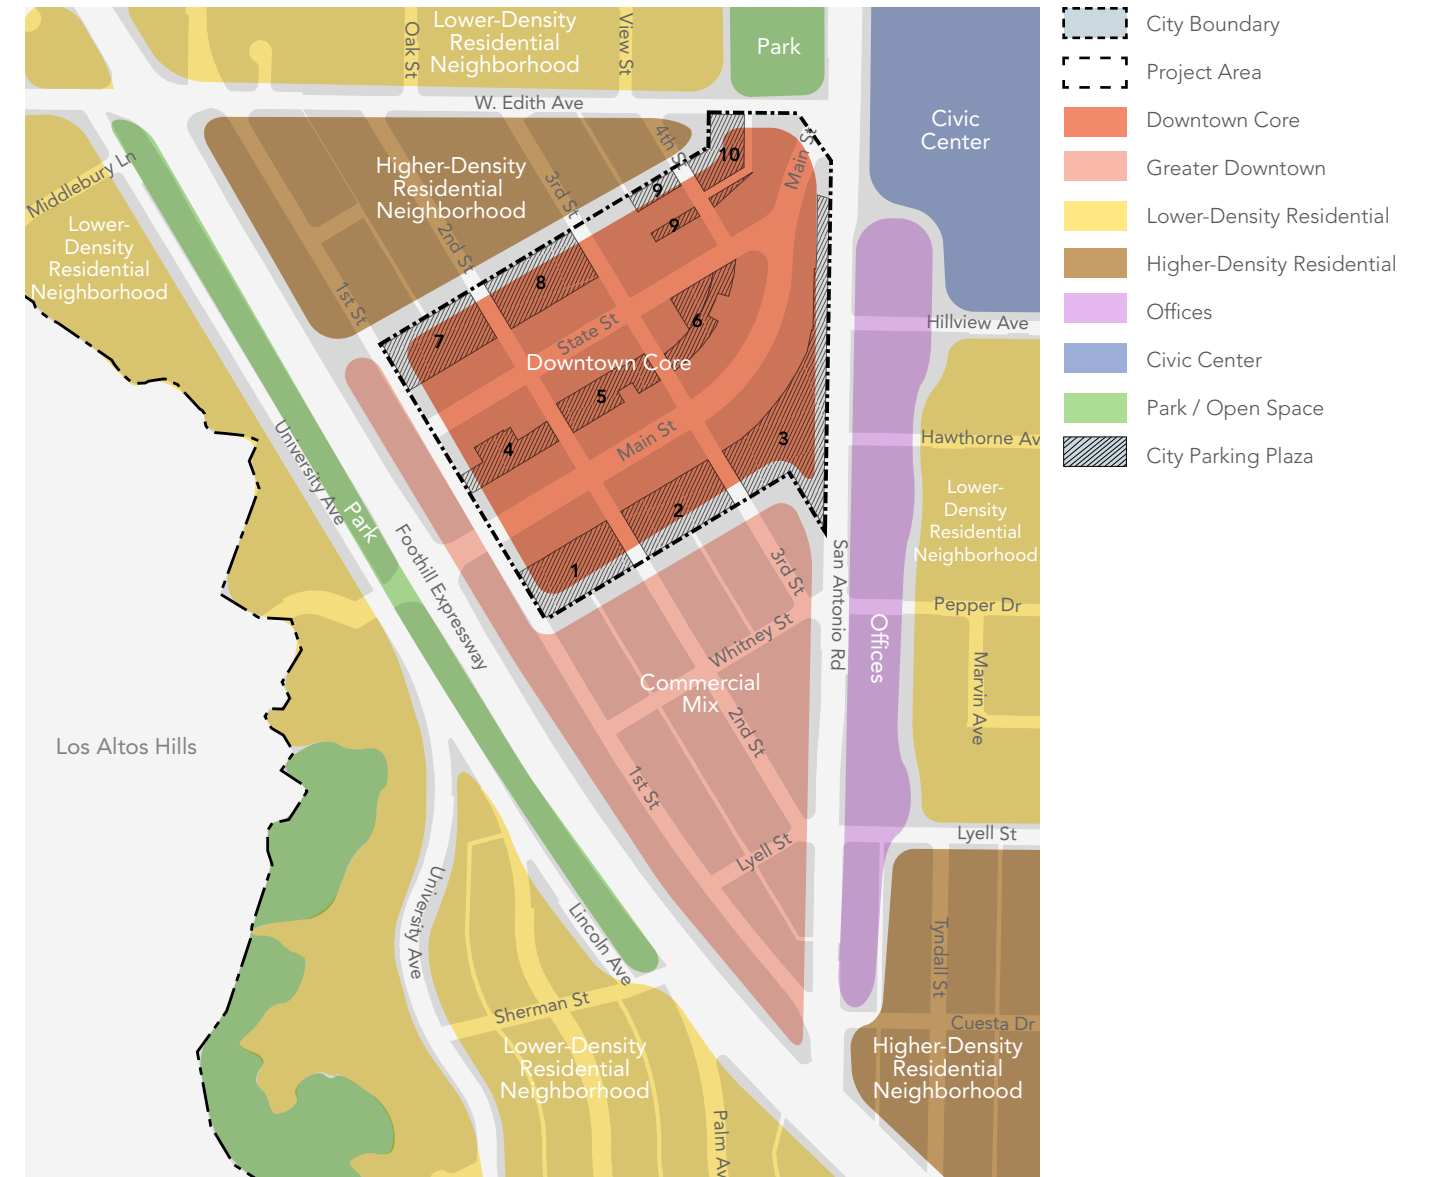 Lower-Density
Residential
Neighborhood
Oak St
View St
Park
W. Edith Ave
Civic
Center
Middlebury Ln
Higher-Density
Residential
Neighborhood
4th St
3rd St
2nd St
1st St
Main S
10
9
9
8
7
6
5
4
3
2
1
State St
Downtown Core
Main St
Lower-
Density
Residential
Neighborhood
Hillview Ave
Hawthorne Av
Lower-
Density
Residential
Neighborhood
University Ave
Park
Foothill Expressway
San Antonio Rd
Offices
Pepper Dr
Marvin Ave
3rd St
Whitney St
Commercial
Mix
2nd St
1st St
Lyell St
Lyell St
Los Altos Hills
University Ave
Lincoln Ave
Sherman St
Lower-Density
Residential
Neighborhood
Palm Av
Tyndall St
Cuesta Dr
Higher-Density
Residential
Neighborhood
City Boundary
Project Area
Downtown Core
Greater Downtown
Lower-Density Residential
Higher-Density Residential
Offices
Civic Center
Park / Open Space
City Parking Plaza